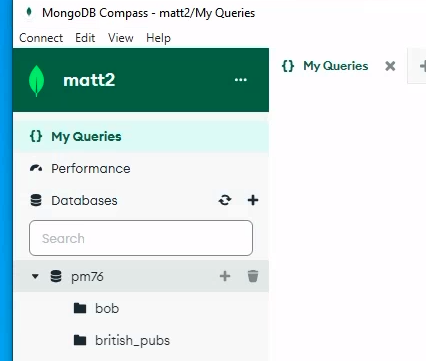 MongoDB Compass - matt2/My Queries
Connect Edit View Help
matt2 ...
{} My Queries
{} My Queries
Performance
Databases
Search
pm76
bob
british_pubs